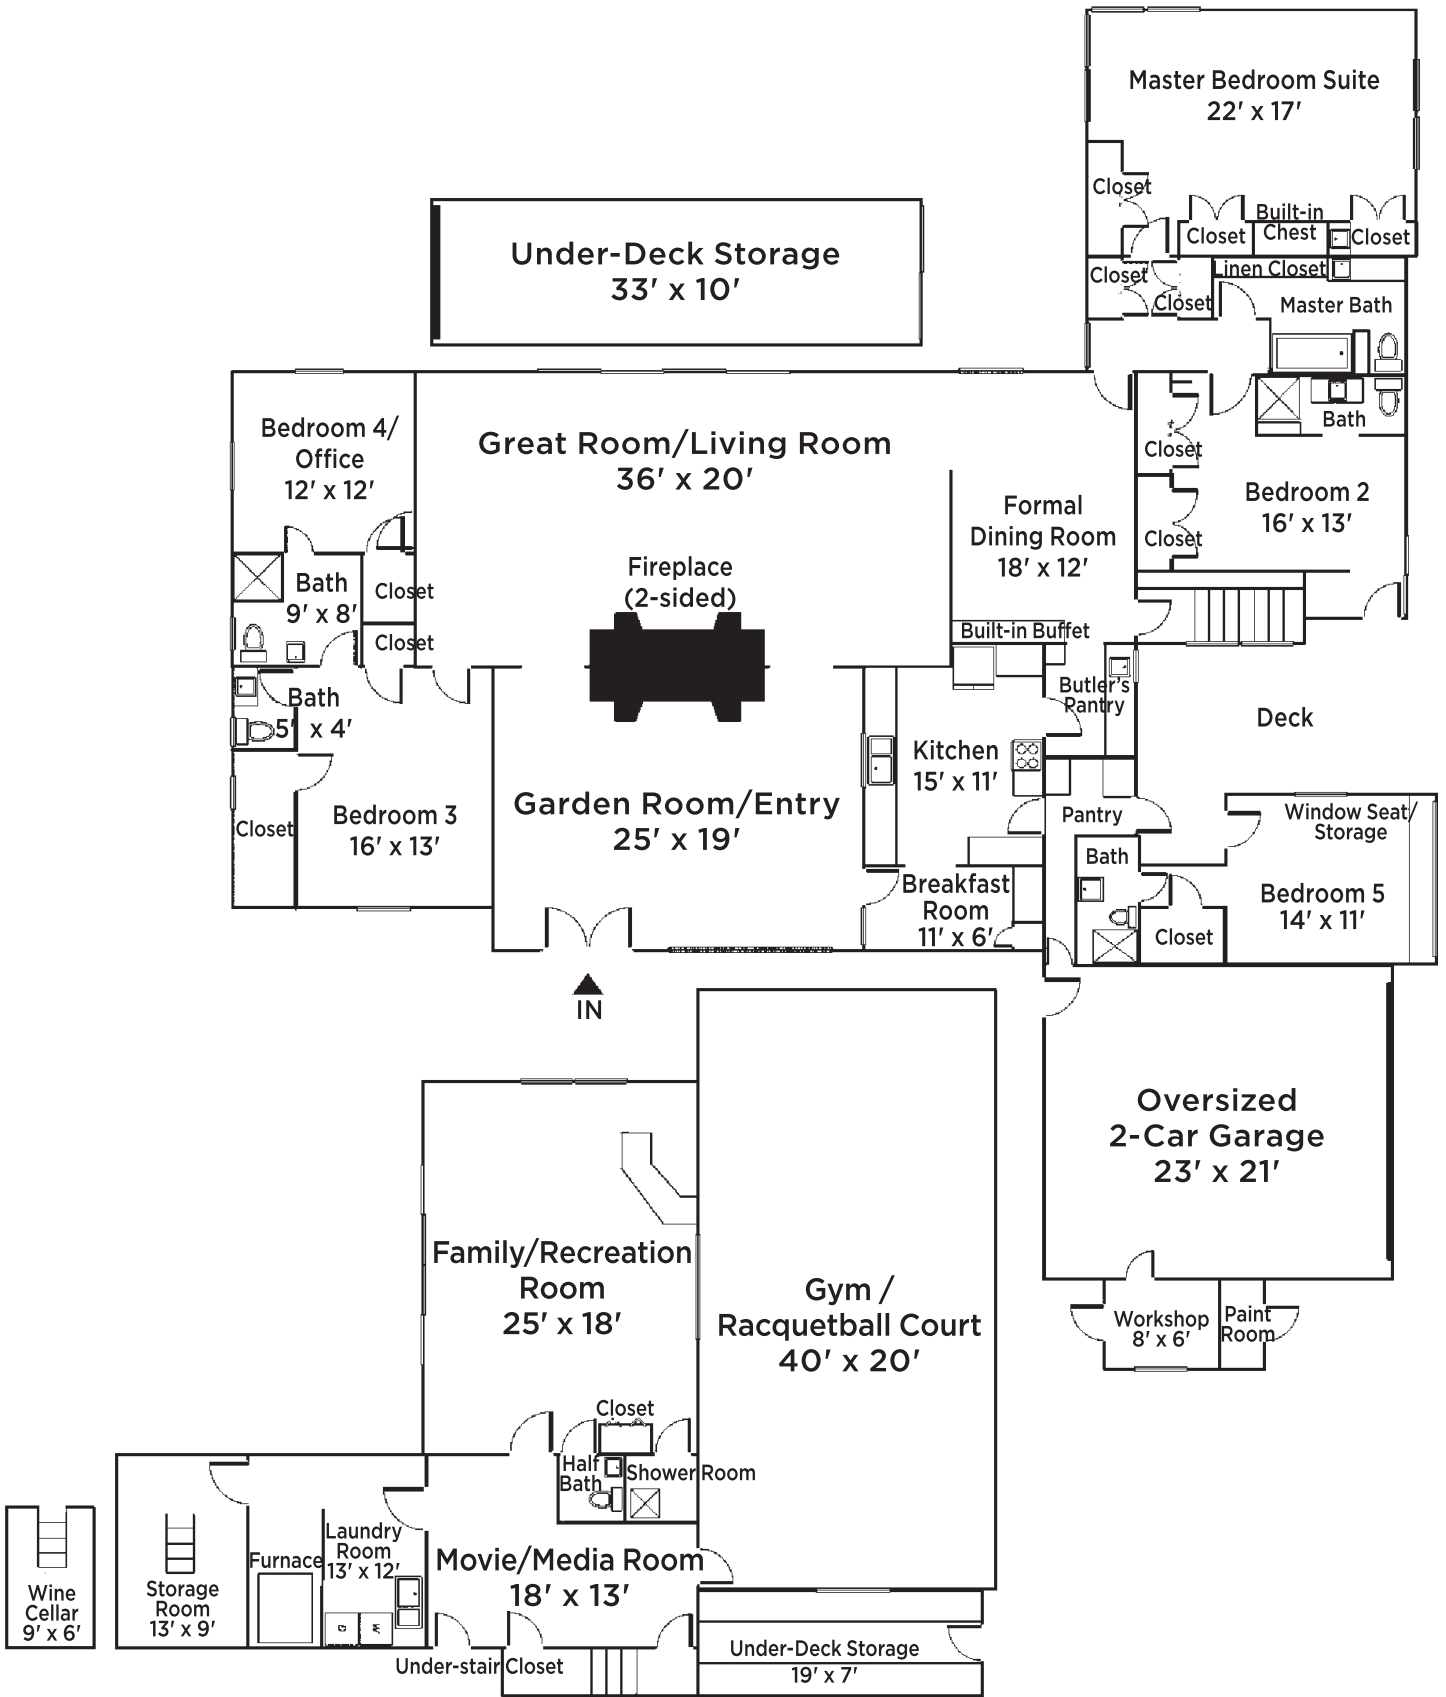 Master Bedroom Suite
22' x 17'
Closet
Built-in
Chest
Closet
Closet
Closet
Closet
Linen Closet
Master Bath
Under-Deck Storage
33' x 10'
Bedroom 4/
Office
12' x 12'
Great Room/Living Room
36' x 20'
Closet
Bath
Bedroom 2
16' x 13'
Closet
Formal
Dining Room
18' x 12'
Fireplace
(2-sided)
Bath
9' x 8'
Closet
Closet
Built-in Buffet
Bath
5' x 4'
Butler's
Pantry
Deck
Kitchen
15' x 11'
Garden Room/Entry
25' x 19'
Bedroom 3
16' x 13'
Closet
Pantry
Window Seat/
Storage
Bath
Breakfast
Room
11' x 6'
Bedroom 5
14' x 11'
Closet
IN
Oversized
2-Car Garage
23' x 21'
Family/Recreation
Room
25' x 18'
Gym /
Racquetball Court
40' x 20'
Workshop
8' x 6'
Paint
Room
Closet
Half
Bath
Shower Room
Laundry
Room
13' x 12'
Furnace
Movie/Media Room
18' x 13'
Wine
Cellar
9' x 6'
Storage
Room
13' x 9'
D
W
Under-stair Closet
Under-Deck Storage
19' x 7'